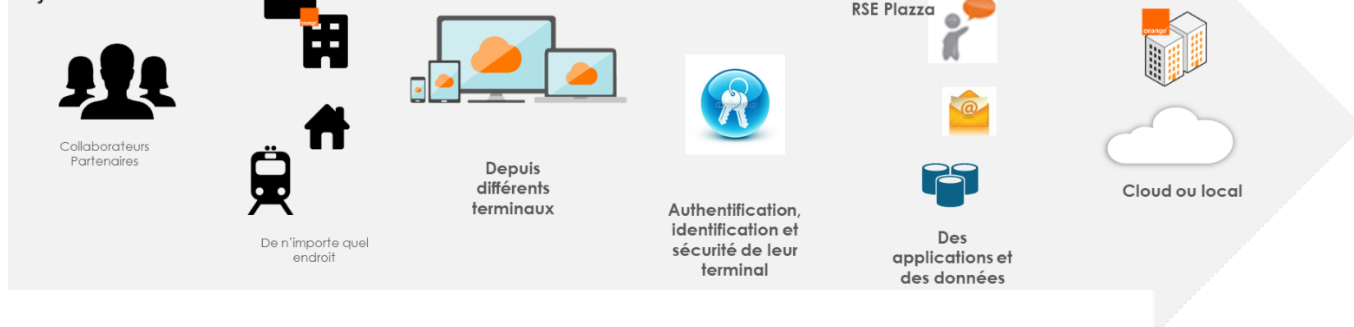 RSE Plazza
orange
orange
Collaborateurs
Partenaires
De n'importe quel
endroit
Depuis
différents
terminaux
Authentification,
identification et
sécurité de leur
terminal
@
Des
applications et
des données
Cloud ou local